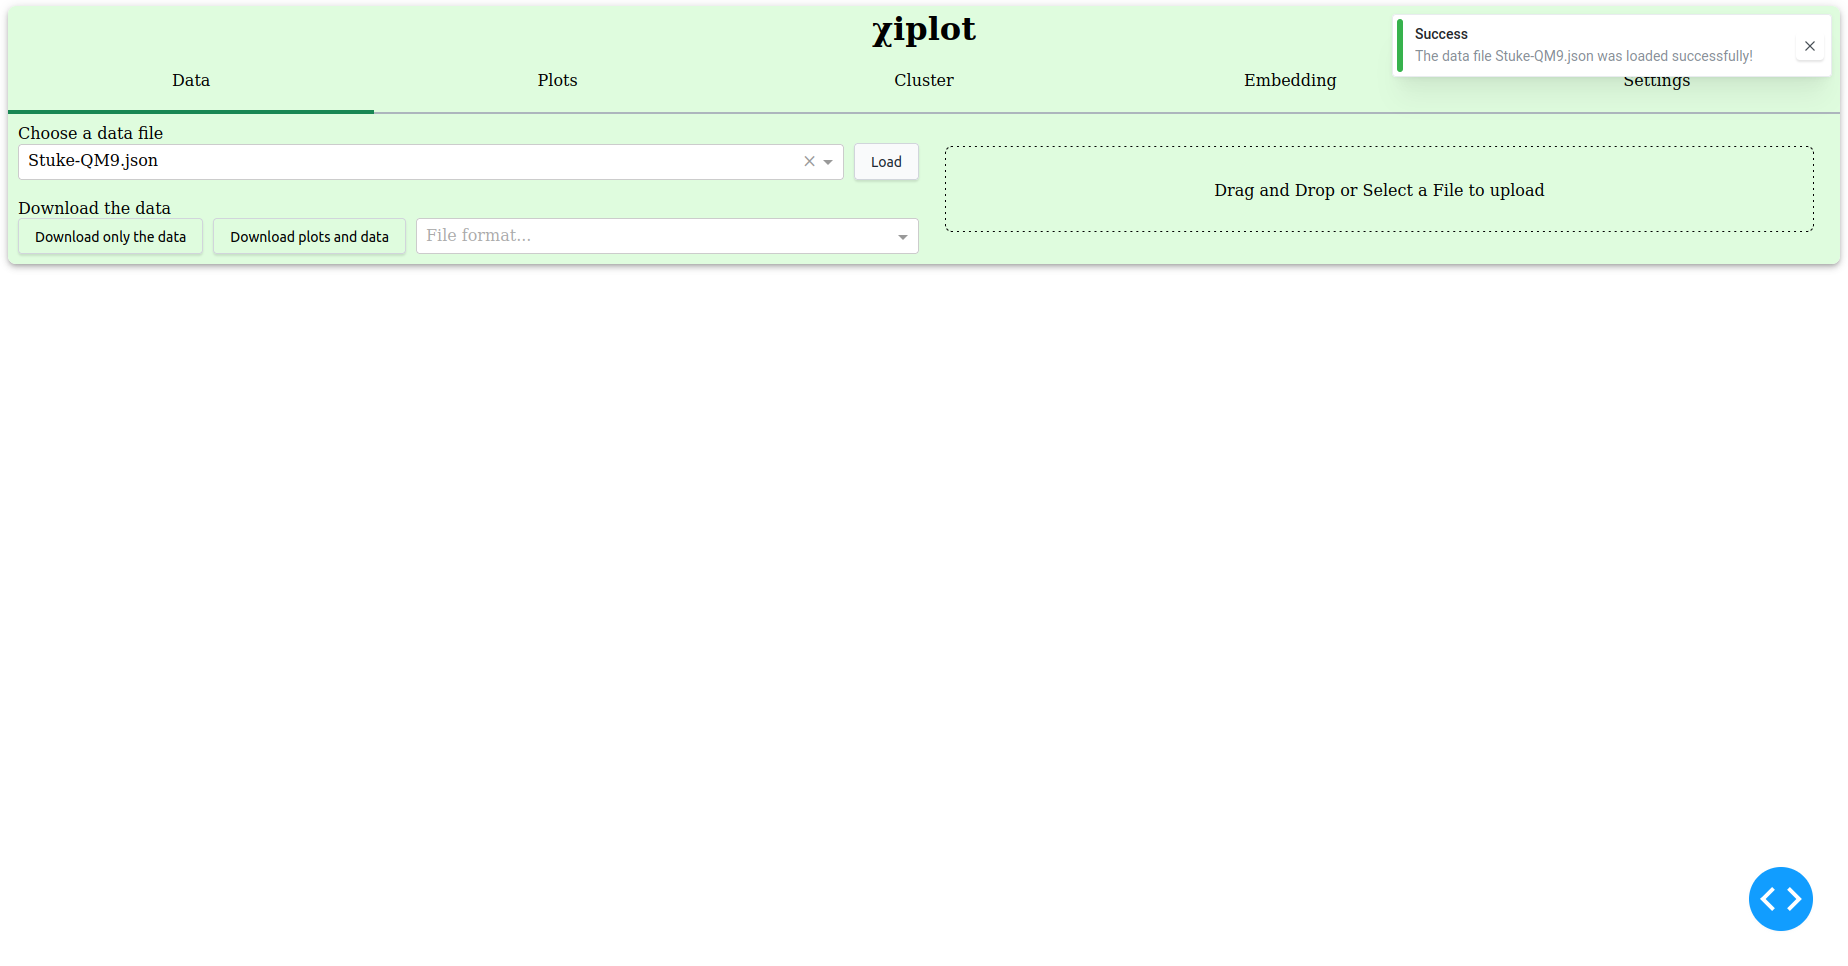 χiplot
Success
The data file Stuke-QM9.json was loaded successfully!
Data
Plots
Cluster
Embedding
Settings
Choose a data file
Stuke-QM9.json
Load
Drag and Drop or Select a File to upload
Download the data
Download only the data
Download plots and data
File format...